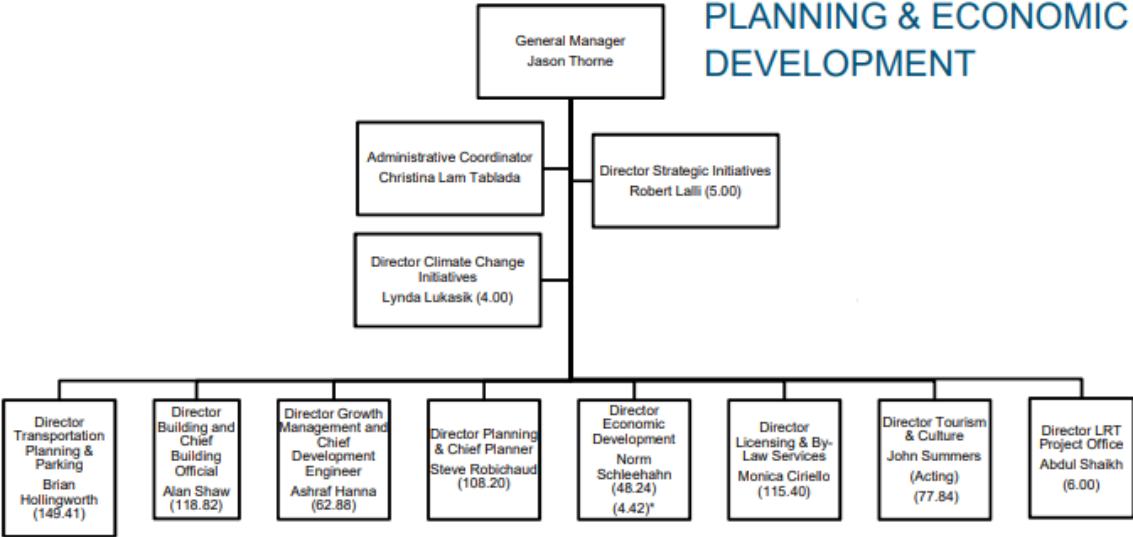 PLANNING & ECONOMIC
DEVELOPMENT
General Manager
Jason Thorne
Administrative Coordinator
Christina Lam Tablada
Director Strategic Initiatives
Robert Lalli (5.00)
Director Climate Change
Initiatives
Lynda Lukasik (4.00)
Director
Transportation
Planning &
Parking
Brian
Hollingworth
(149.41)
Director
Building and
Chief
Building
Official
Alan Shaw
(118.82)
Director Growth
Management and
Chief
Development
Engineer
Ashraf Hanna
(62.88)
Director Planning
& Chief Planner
Steve Robichaud
(108.20)
Director
Economic
Development
Norm
Schleehahn
(48.24)
(4.42)*
Director
Licensing & By-
Law Services
Monica Ciriello
(115.40)
Director Tourism
& Culture
John Summers
(Acting)
(77.84)
Director LRT
Project Office
Abdul Shaikh
(6.00)